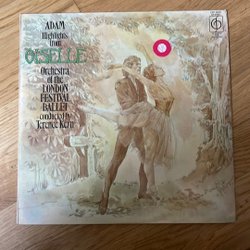 ADAM
Highlights
from
GISELLE
Orchestra
of the
LONDON
FESTIVAL
BALLET
conducted by
Terence Kern